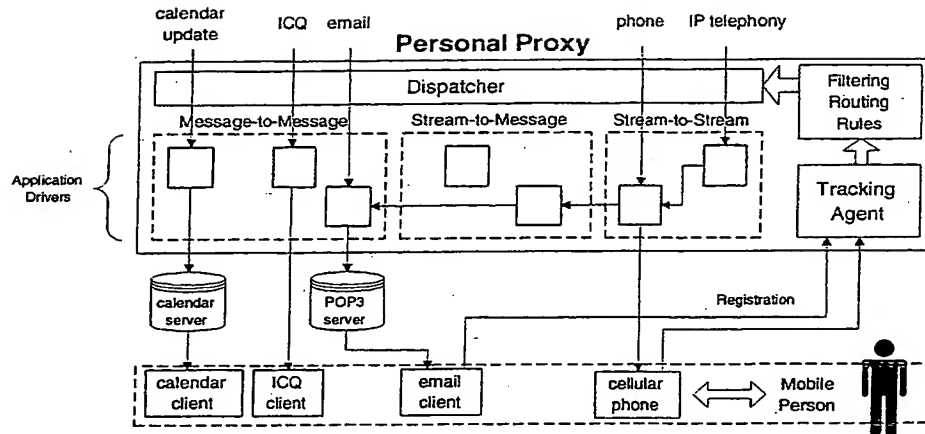 calendar
update
ICQ
email
phone
IP telephony
Personal Proxy
Dispatcher
Filtering
Routing
Rules
Message-to-Message
Stream-to-Message
Stream-to-Stream
Application
Drivers
Tracking
Agent
calendar
server
POP3
server
Registration
calendar
client
ICQ
client
email
client
cellular
phone
Mobile
Person